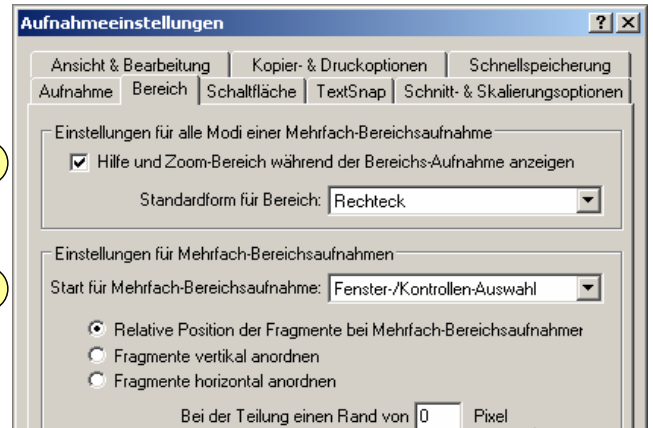 Aufnahmeeinstellungen
Ansicht & Bearbeitung Kopier- & Druckoptionen Schnellspeicherung
Aufnahme Bereich Schaltfläche TextSnap Schnitt- & Skalierungsoptionen
Einstellungen für alle Modi einer Mehrfach-Bereichsaufnahme
Hilfe und Zoom-Bereich während der Bereichs-Aufnahme anzeigen
Standardform für Bereich: Rechteck
Einstellungen für Mehrfach-Bereichsaufnahmen
Start für Mehrfach-Bereichsaufnahme: Fenster-/Kontrollen-Auswahl
Relative Position der Fragmente bei Mehrfach-Bereichsaufnahmer
Fragmente vertikal anordnen
Fragmente horizontal anordnen
Bei der Teilung einen Rand von 0 Pixel